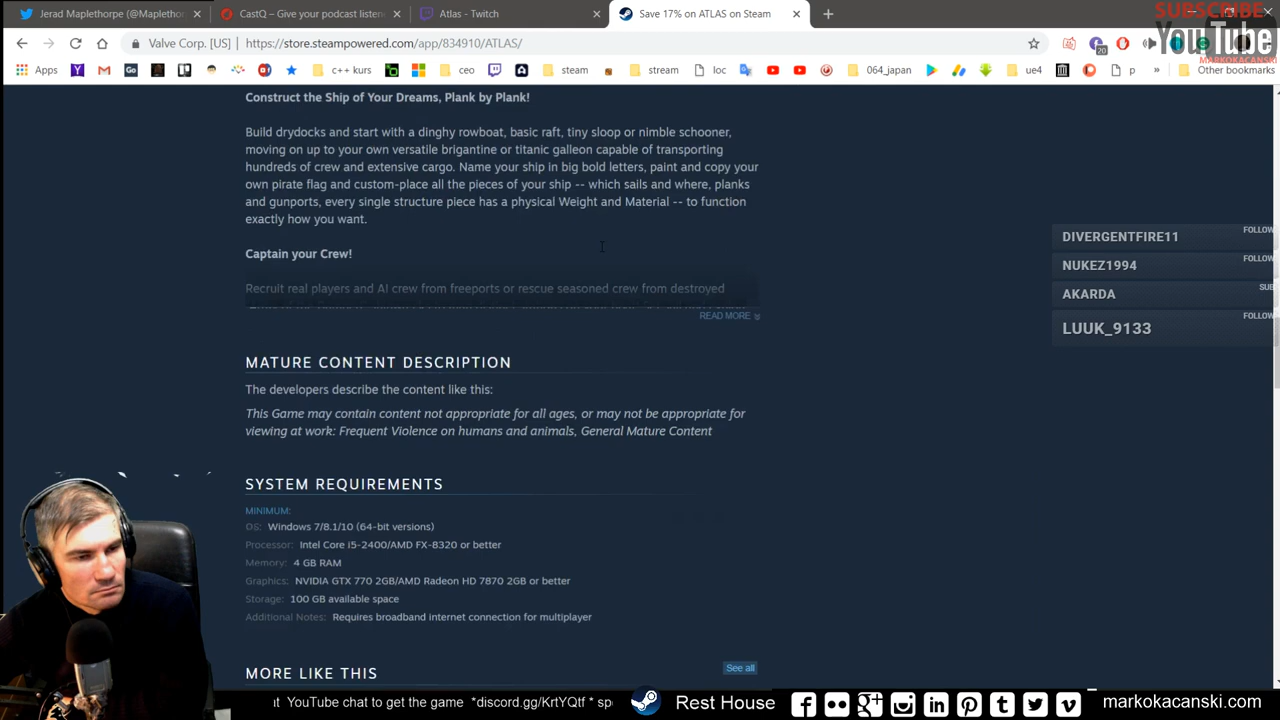 Jerad Maplethorpe (@Maplethor
CastQ – Give your podcast listen
Atlas - Twitch
Save 17% on ATLAS on Steam
SUBSCRIBE
YouTube
MARKOKACANSKI
Valve Corp. [US] | https://store.steampowered.com/app/834910/ATLAS/
20
Apps
c++ kurs
ceo
steam
stream
loc
064_japan
ue4
p
»
Other bookmarks
Construct the Ship of Your Dreams, Plank by Plank!
Build drydocks and start with a dinghy rowboat, basic raft, tiny sloop or nimble schooner,
moving on up to your own versatile brigantine or titanic galleon capable of transporting
hundreds of crew and extensive cargo. Name your ship in big bold letters, paint and copy your
own pirate flag and custom-place all the pieces of your ship -- which sails and where, planks
and gunports, every single structure piece has a physical Weight and Material -- to function
exactly how you want.
Captain your Crew!
Recruit real players and AI crew from freeports or rescue seasoned crew from destroyed
READ MORE
DIVERGENTFIRE11 FOLLOW
NUKEZ1994 FOLLOW
AKARDA SUB
LUUK_9133 FOLLOW
MATURE CONTENT DESCRIPTION
The developers describe the content like this:
This Game may contain content not appropriate for all ages, or may not be appropriate for
viewing at work: Frequent Violence on humans and animals, General Mature Content
SYSTEM REQUIREMENTS
MINIMUM:
OS: Windows 7/8.1/10 (64-bit versions)
Processor: Intel Core i5-2400/AMD FX-8320 or better
Memory: 4 GB RAM
Graphics: NVIDIA GTX 770 2GB/AMD Radeon HD 7870 2GB or better
Storage: 100 GB available space
Additional Notes: Requires broadband internet connection for multiplayer
MORE LIKE THIS
See all
t YouTube chat to get the game *discord.gg/KrtYQtf * sp
Rest House
markokacanski.com